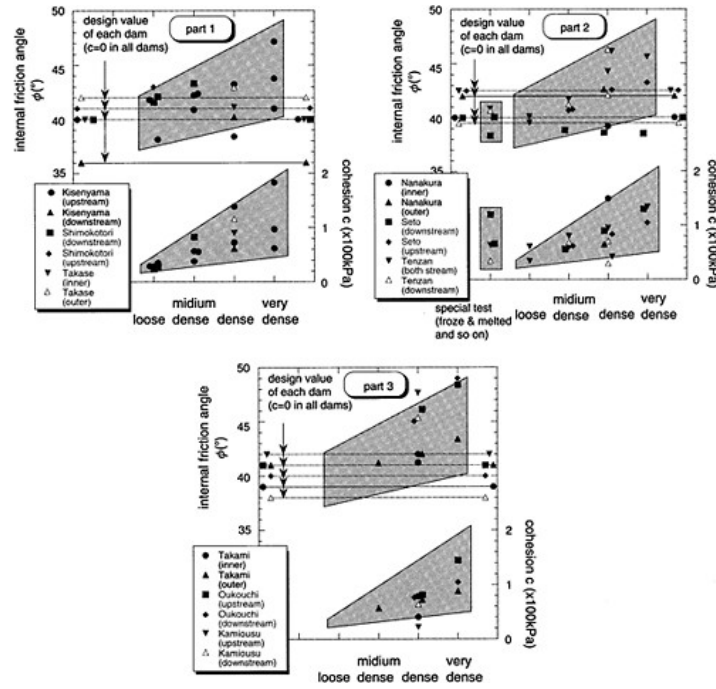 part 1
design value
of each dam
(c=0 in all dams)
internal friction angle
ϕ(°)
50
45
40
35
cohesion c (x100kPa)
2
1
0
Kisenyama
(upstream)
Kisenyama
(downstream)
Shimokotori
(downstream)
Shimokotori
(upstream)
Takase
(inner)
Takase
(outer)
loose
midium
dense
dense
very
dense
part 2
design value
of each dam
(c=0 in all dams)
internal friction angle
ϕ(°)
50
45
40
35
cohesion c (x100kPa)
2
1
0
Nanakura
(inner)
Nanakura
(outer)
Seto
(downstream)
Seto
(upstream)
Tenzan
(both stream)
Tenzan
(downstream)
loose
midium
dense
dense
very
dense
special test
(froze & melted
and so on)
part 3
design value
of each dam
(c=0 in all dams)
internal friction angle
ϕ(°)
50
45
40
35
cohesion c (x100kPa)
2
1
0
Takami
(inner)
Takami
(outer)
Oukouchi
(upstream)
Oukouchi
(downstream)
Kamiousu
(upstream)
Kamiousu
(downstream)
loose
midium
dense
dense
very
dense